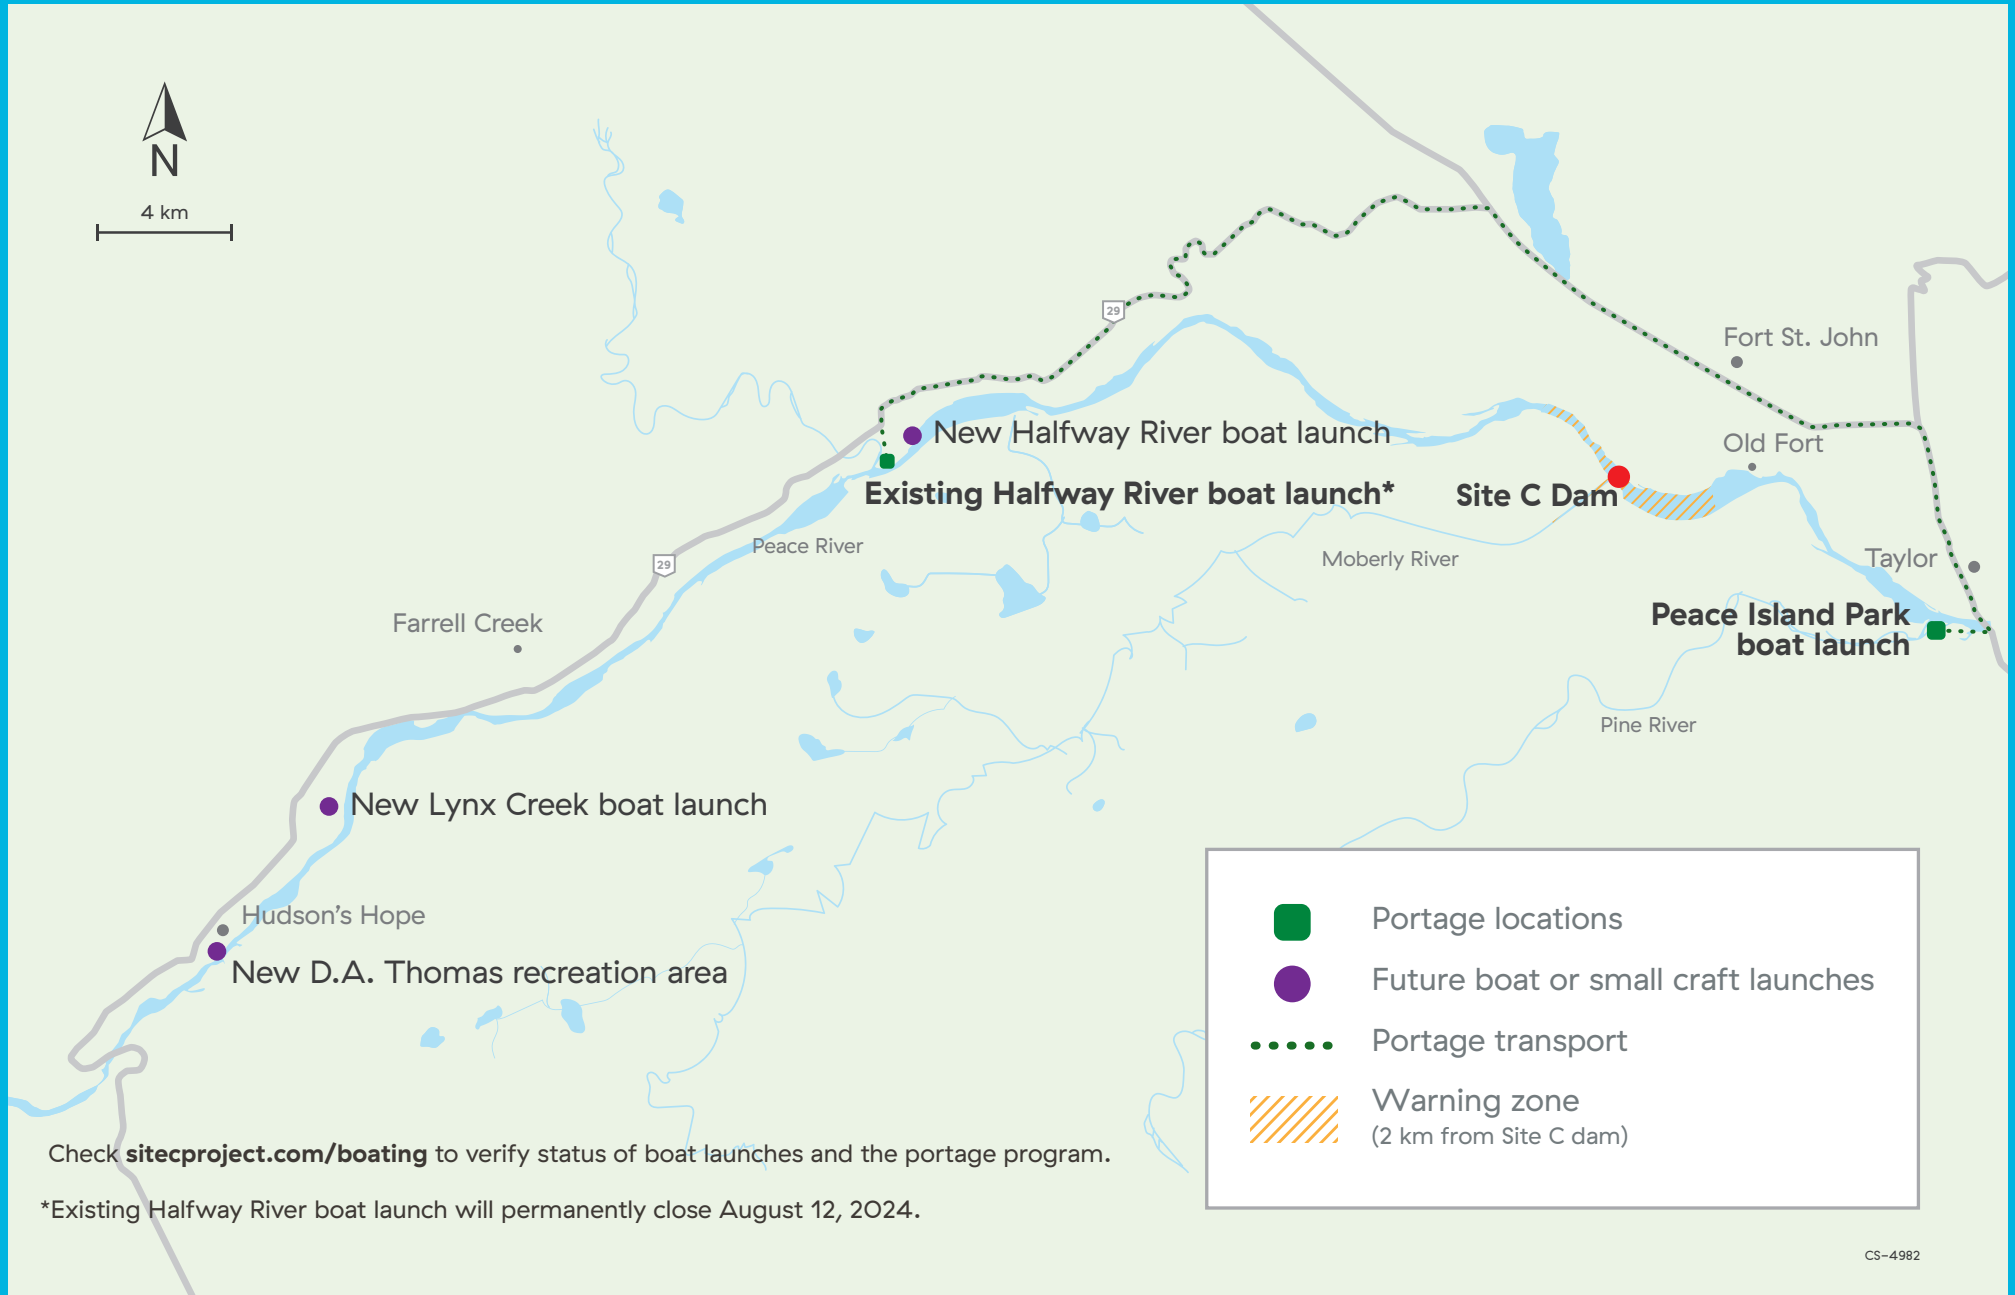 N
4 km
29
Fort St. John
New Halfway River boat launch
Old Fort
Existing Halfway River boat launch*
Site C Dam
Peace River
Moberly River
Taylor
29
Peace Island Park
boat launch
Farrell Creek
Pine River
New Lynx Creek boat launch
Hudson's Hope
New D.A. Thomas recreation area
Portage locations
Future boat or small craft launches
Portage transport
Warning zone
(2 km from Site C dam)
Check sitecproject.com/boating to verify status of boat launches and the portage program.
*Existing Halfway River boat launch will permanently close August 12, 2024.
CS-4982